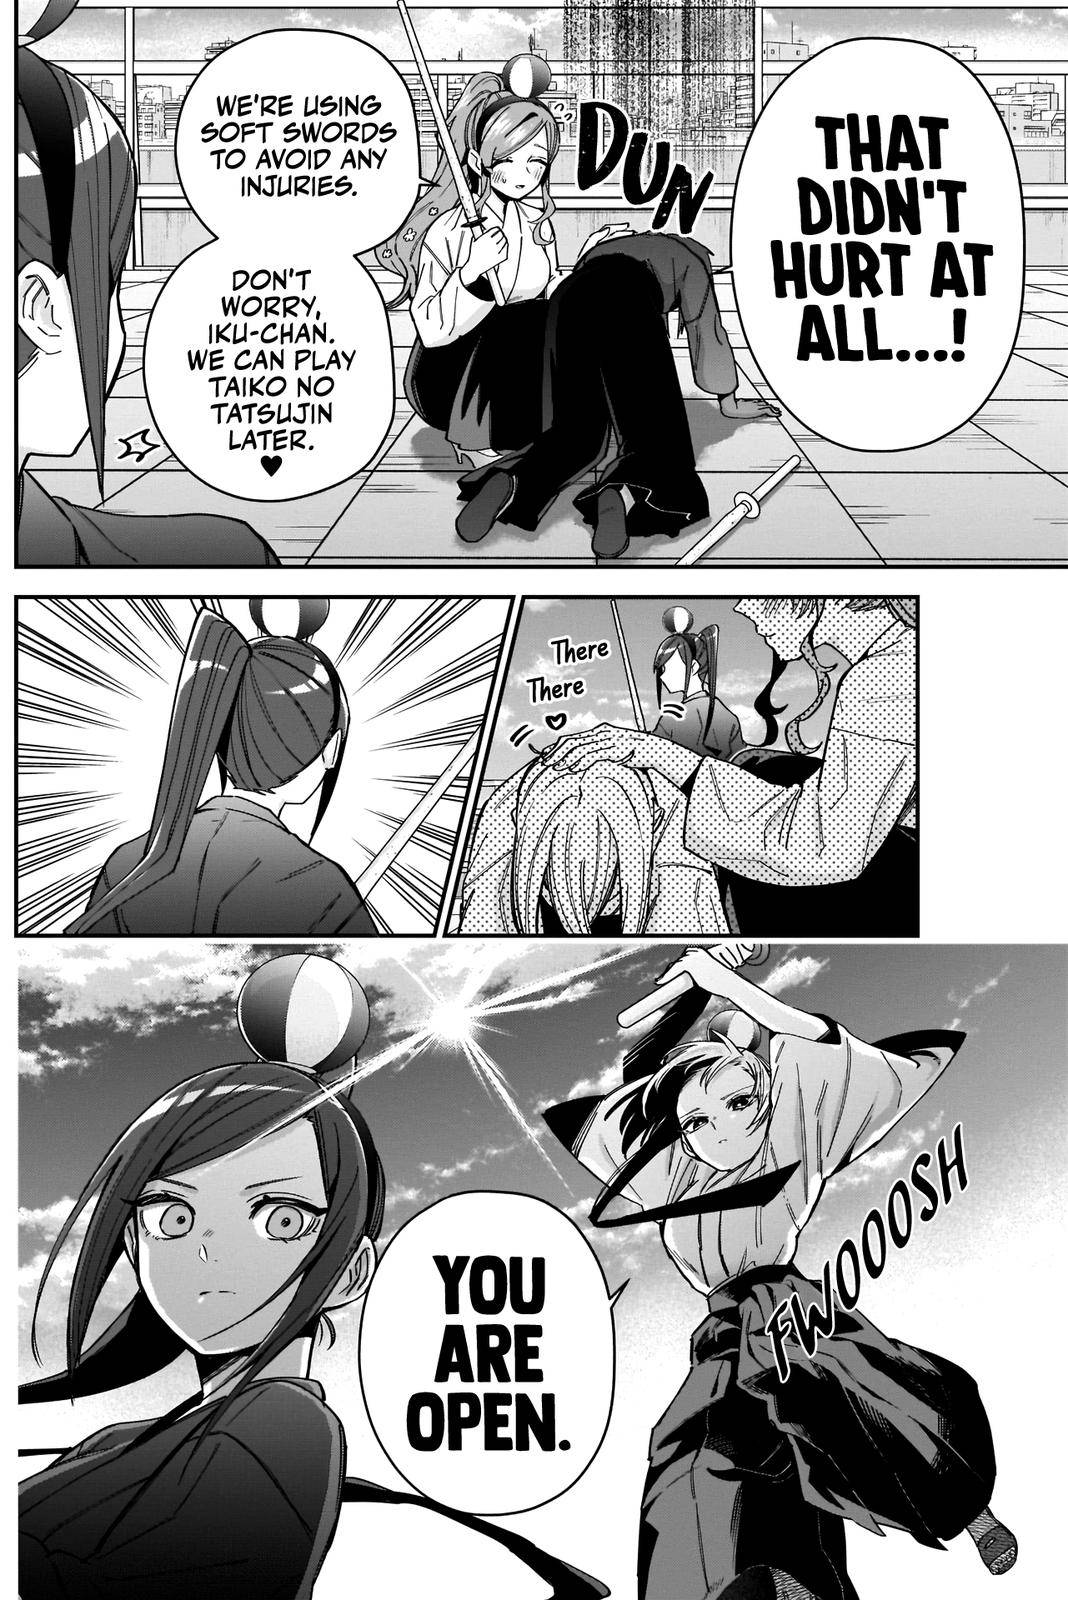 THAT
DIDN'T
HURT AT
ALL...!
DUN
WE'RE USING
SOFT SWORDS
TO AVOID ANY
INJURIES.
DON'T
WORRY,
IKU-CHAN.
WE CAN PLAY
TAIKO NO
TATSUJIN
LATER.
♥
There
There
YOU
ARE
OPEN.
FWOOOSH